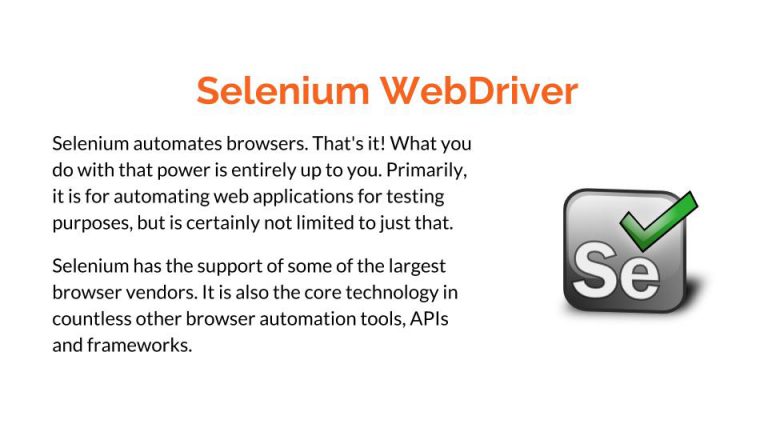 Selenium WebDriver
Selenium automates browsers. That's it! What you
do with that power is entirely up to you. Primarily,
it is for automating web applications for testing
purposes, but is certainly not limited to just that.
Selenium has the support of some of the largest
browser vendors. It is also the core technology in
countless other browser automation tools, APIs
and frameworks.
Se